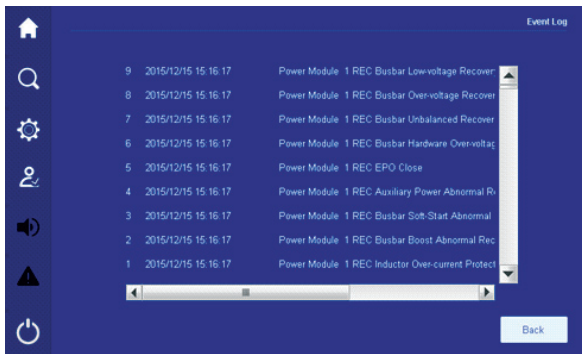 Event Log
9 2015/12/15 15:16:17 Power Module 1 REC Busbar Low-voltage Recover
8 2015/12/15 15:16:17 Power Module 1 REC Busbar Over-voltage Recover
7 2015/12/15 15:16:17 Power Module 1 REC Busbar Unbalanced Recover
6 2015/12/15 15:16:17 Power Module 1 REC Busbar Hardware Over-voltag
5 2015/12/15 15:16:17 Power Module 1 REC EPO Close
4 2015/12/15 15:16:17 Power Module 1 REC Auxiliary Power Abnormal R
3 2015/12/15 15:16:17 Power Module 1 REC Busbar Soft-Start Abnormal
2 2015/12/15 15:16:17 Power Module 1 REC Busbar Boost Abnormal Rec
1 2015/12/15 15:16:17 Power Module 1 REC Inductor Over-current Protect
Back